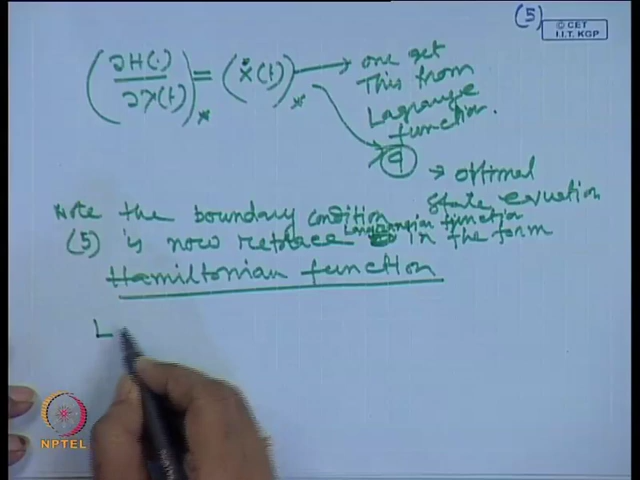 (5)
© CET
I.I.T. KGP
(∂H(·)/∂λ(t))* = (ẋ(t))* → one get
This from
Lagrange
function.
9 → optimal
state equation
Note the boundary condition
Lagrangian function
(5) is now replace in the form
Hamiltonian function
L
NPTEL